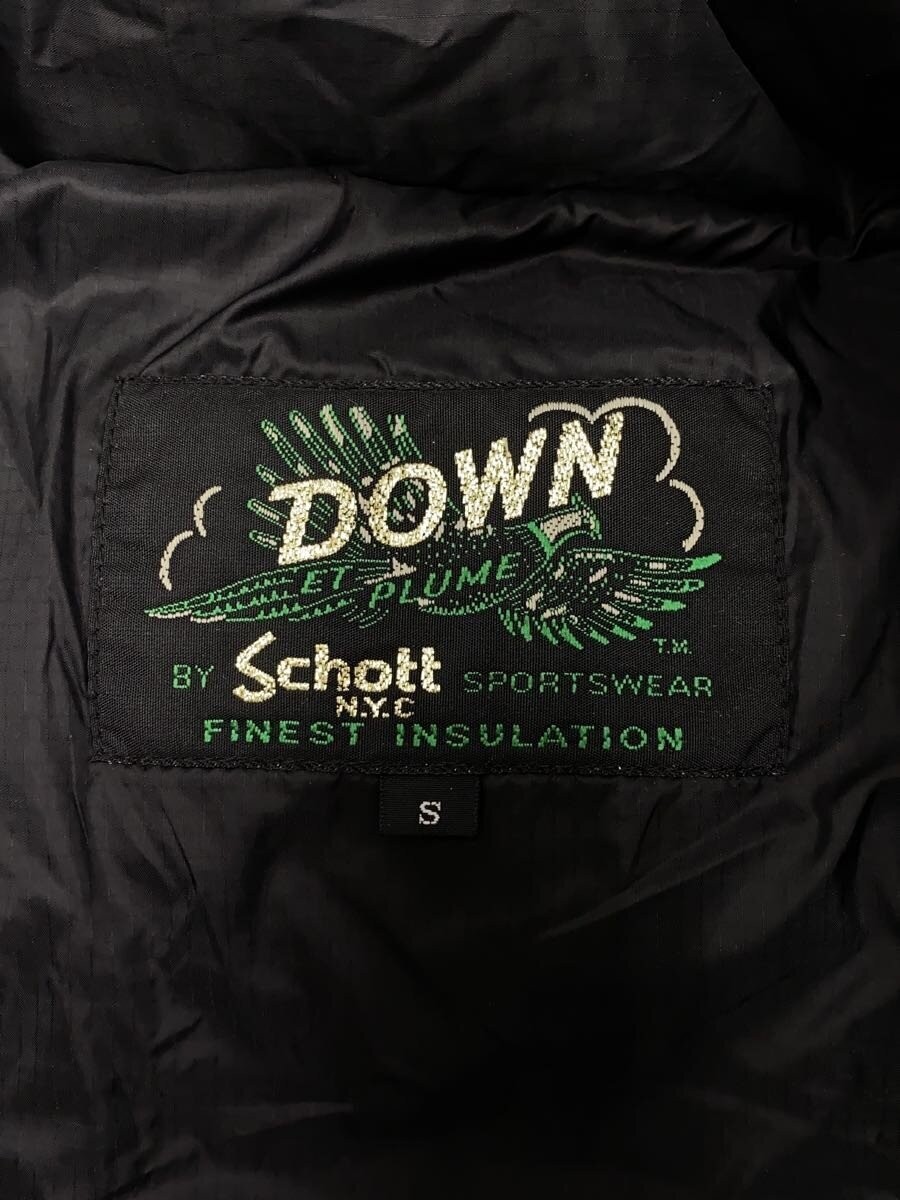 DOWN
ET PLUME
T.M.
BY Schott SPORTSWEAR
N.Y.C
FINEST INSULATION
S